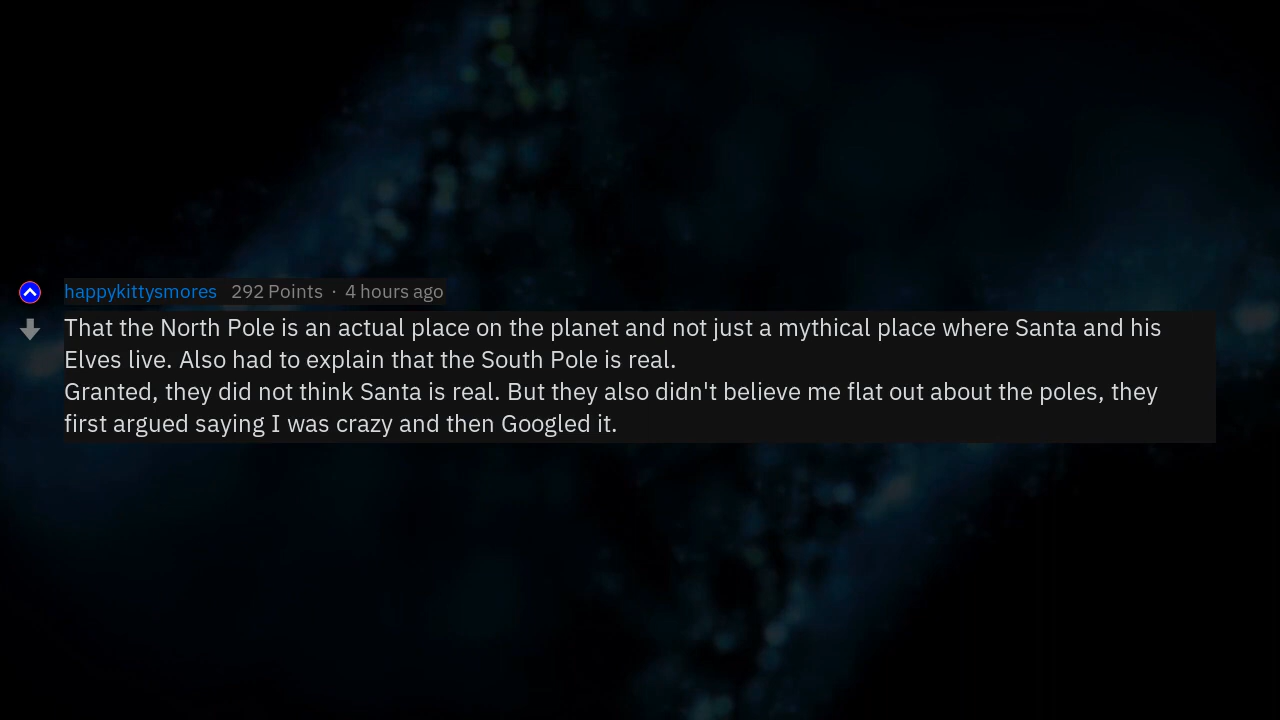 happykittysmores 292 Points · 4 hours ago
That the North Pole is an actual place on the planet and not just a mythical place where Santa and his
Elves live. Also had to explain that the South Pole is real.
Granted, they did not think Santa is real. But they also didn't believe me flat out about the poles, they
first argued saying I was crazy and then Googled it.